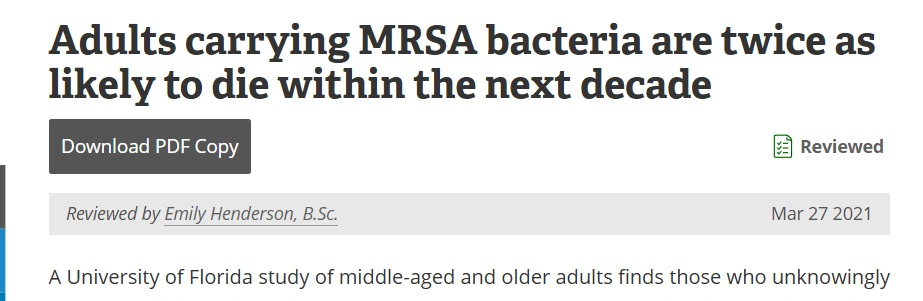 Adults carrying MRSA bacteria are twice as
likely to die within the next decade
Download PDF Copy
Reviewed
Reviewed by Emily Henderson, B.Sc.
Mar 27 2021
A University of Florida study of middle-aged and older adults finds those who unknowingly